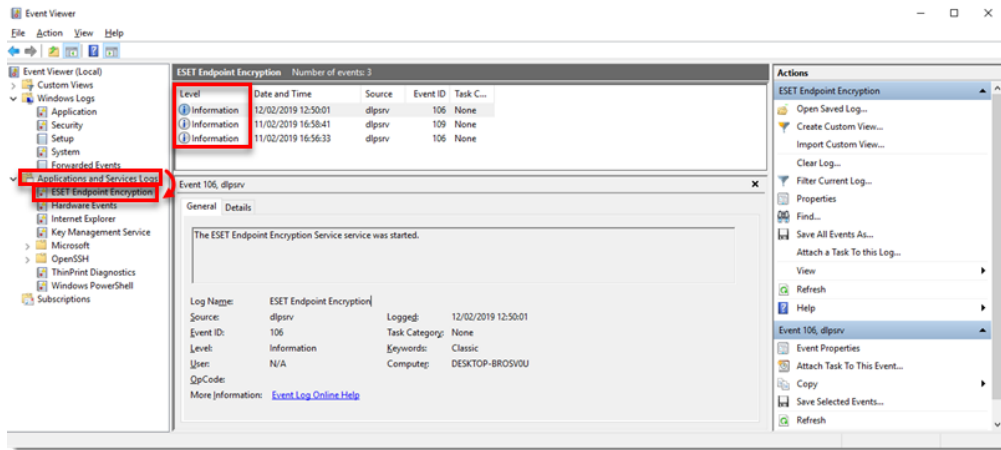 Event Viewer
File Action View Help
Event Viewer (Local)
Custom Views
Windows Logs
Application
Security
Setup
System
Forwarded Events
Applications and Services Logs
ESET Endpoint Encryption
Hardware Events
Internet Explorer
Key Management Service
Microsoft
OpenSSH
ThinPrint Diagnostics
Windows PowerShell
Subscriptions
ESET Endpoint Encryption Number of events: 3
Level Date and Time Source Event ID Task C...
Information 12/02/2019 12:50:01 dlpsrv 106 None
Information 11/02/2019 16:58:41 dlpsrv 109 None
Information 11/02/2019 16:56:33 dlpsrv 106 None
Event 106, dlpsrv
General Details
The ESET Endpoint Encryption Service service was started.
Log Name: ESET Endpoint Encryption
Source: dlpsrv Logged: 12/02/2019 12:50:01
Event ID: 106 Task Category: None
Level: Information Keywords: Classic
User: N/A Computer: DESKTOP-BROSV0U
OpCode:
More Information: Event Log Online Help
Actions
ESET Endpoint Encryption
Open Saved Log...
Create Custom View...
Import Custom View...
Clear Log...
Filter Current Log...
Properties
Find...
Save All Events As...
Attach a Task To this Log...
View
Refresh
Help
Event 106, dlpsrv
Event Properties
Attach Task To This Event...
Copy
Save Selected Events...
Refresh